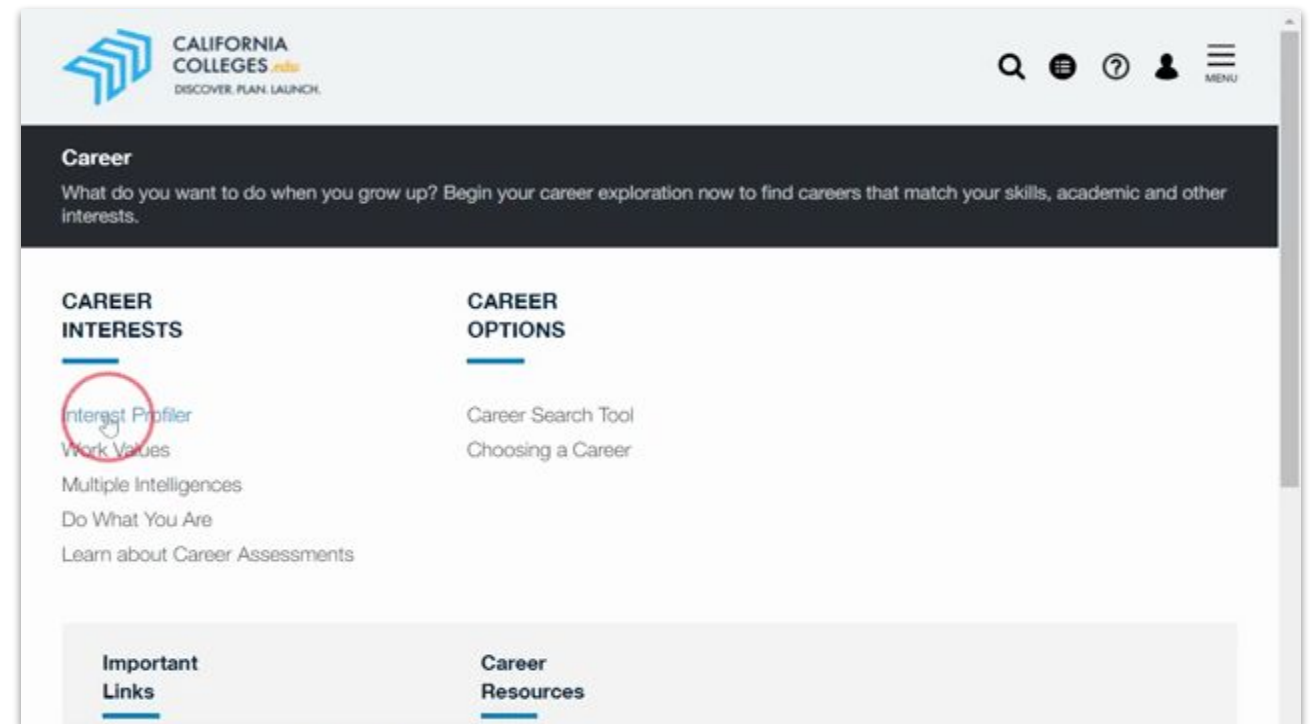 CALIFORNIA
COLLEGES.edu
DISCOVER. PLAN. LAUNCH.
MENU
Career
What do you want to do when you grow up? Begin your career exploration now to find careers that match your skills, academic and other
interests.
CAREER
INTERESTS
Interest Profiler
Work Values
Multiple Intelligences
Do What You Are
Learn about Career Assessments
CAREER
OPTIONS
Career Search Tool
Choosing a Career
Important
Links
Career
Resources